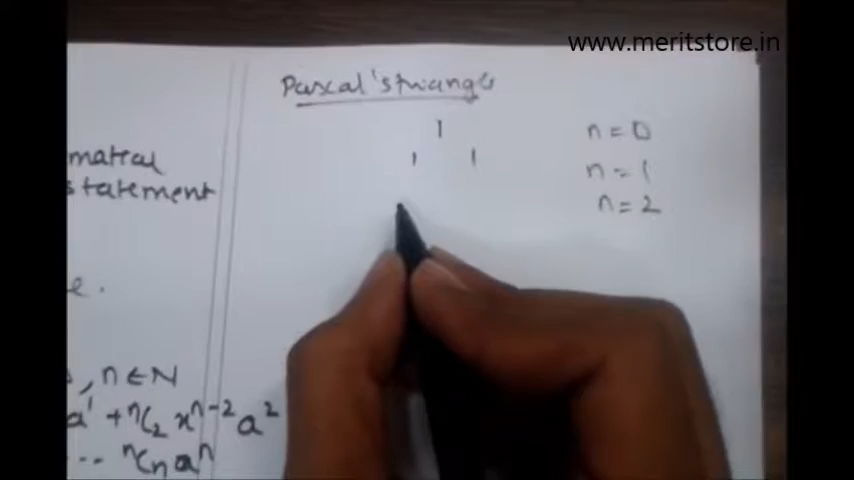 www.meritstore.in
Pascal's triangle
1
1 1
n = 0
n = 1
n = 2
matical
statement
e.
, n ∈ N
a¹ + ⁿC₂ xⁿ⁻² a²
.. ⁿCₙ aⁿ